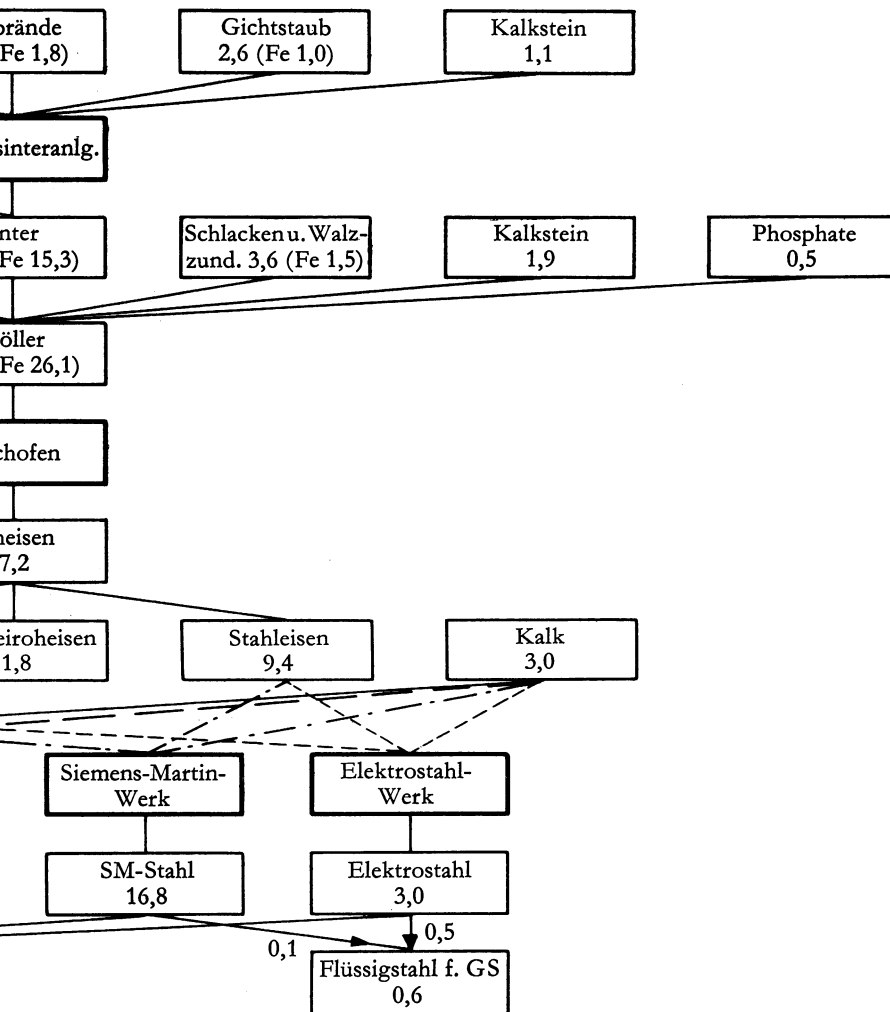 brände
Fe 1,8)
Gichtstaub
2,6 (Fe 1,0)
Kalkstein
1,1
sinteranlg.
nter
Fe 15,3)
Schlacken u. Walz-
zund. 3,6 (Fe 1,5)
Kalkstein
1,9
Phosphate
0,5
öller
Fe 26,1)
chofen
eisen
7,2
eiroheisen
1,8
Stahleisen
9,4
Kalk
3,0
Siemens-Martin-
Werk
Elektrostahl-
Werk
SM-Stahl
16,8
Elektrostahl
3,0
0,1
0,5
Flüssigstahl f. GS
0,6